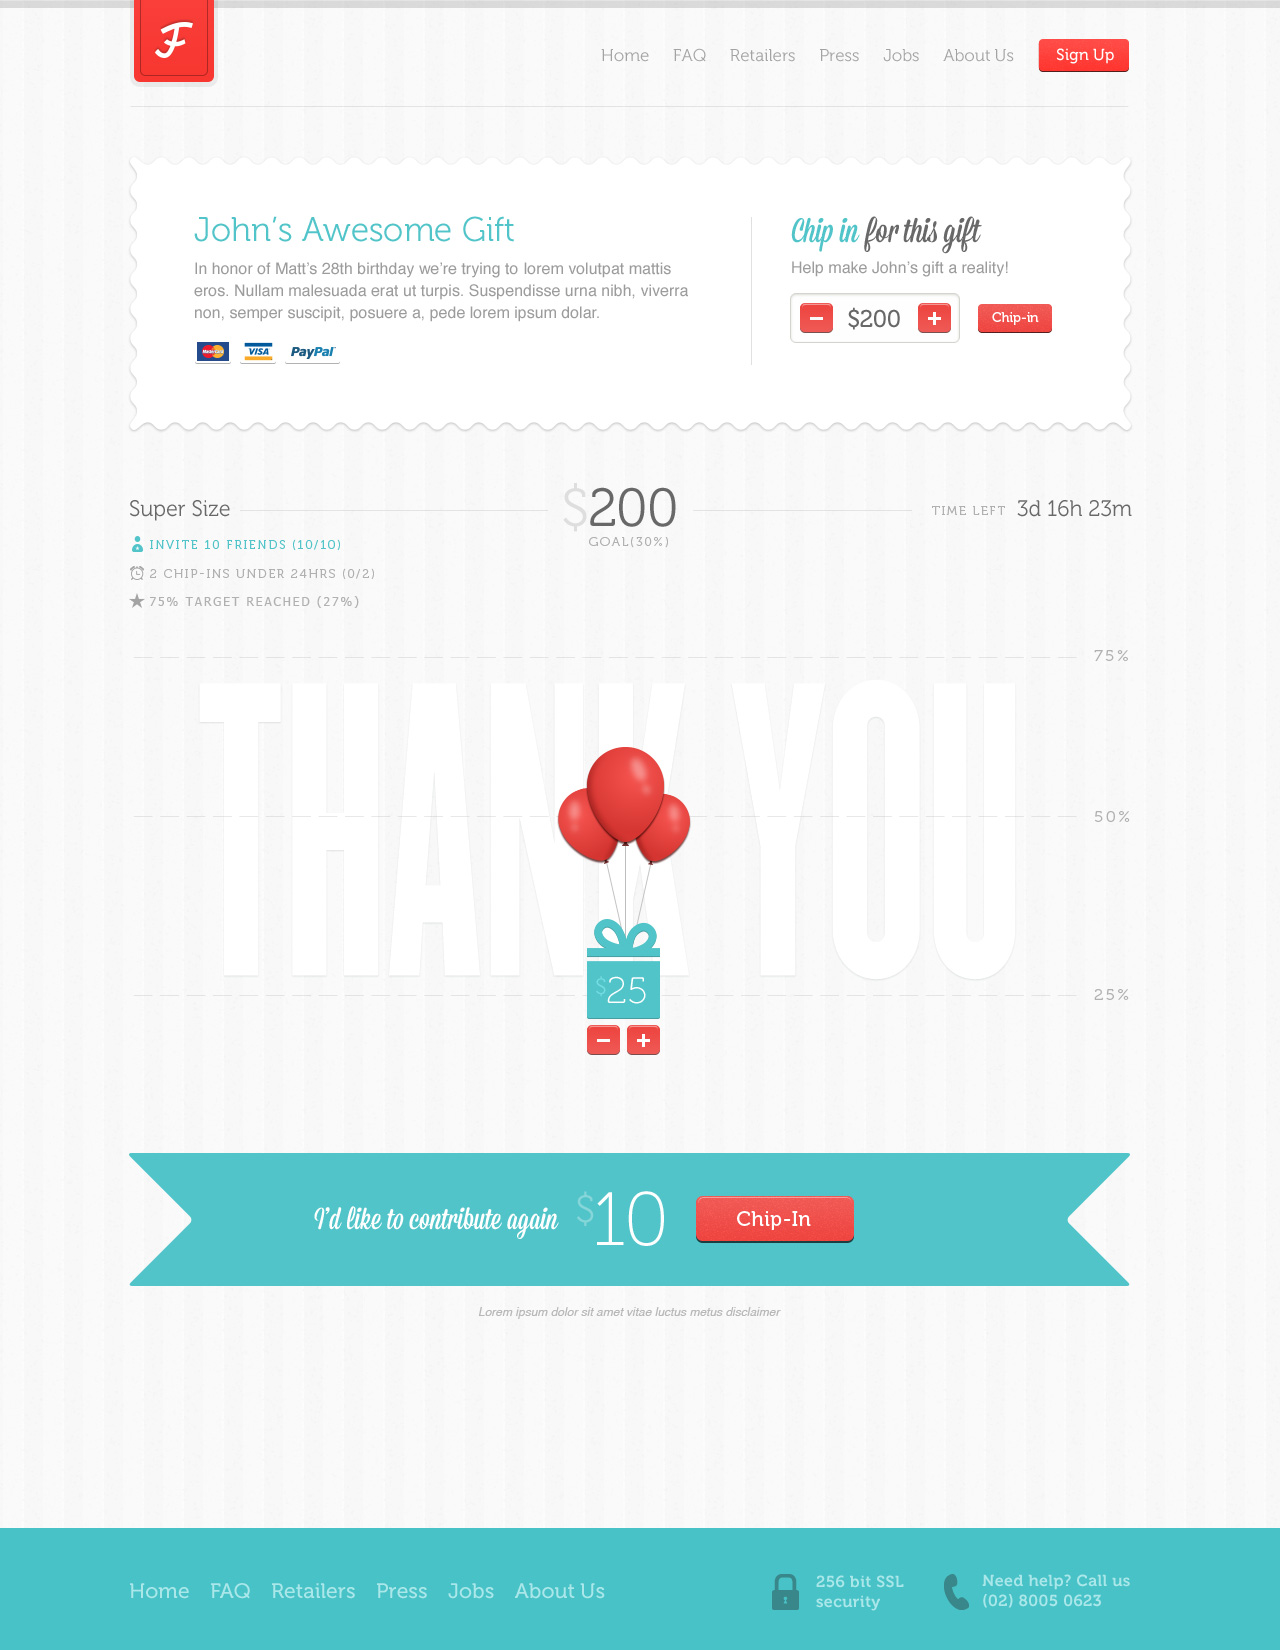 F
Home FAQ Retailers Press Jobs About Us Sign Up
John's Awesome Gift
In honor of Matt's 28th birthday we're trying to lorem volutpat mattis
eros. Nullam malesuada erat ut turpis. Suspendisse urna nibh, viverra
non, semper suscipit, posuere a, pede lorem ipsum dolar.
MasterCard VISA PayPal
Chip in for this gift
Help make John's gift a reality!
− $200 + Chip-in
Super Size
$200
TIME LEFT 3d 16h 23m
GOAL(30%)
INVITE 10 FRIENDS (10/10)
2 CHIP-INS UNDER 24HRS (0/2)
75% TARGET REACHED (27%)
75%
THANK YOU
50%
25%
$25
− +
I'd like to contribute again $10 Chip-In
Lorem ipsum dolor sit amet vitae luctus metus disclaimer
Home FAQ Retailers Press Jobs About Us
256 bit SSL
security
Need help? Call us
(02) 8005 0623